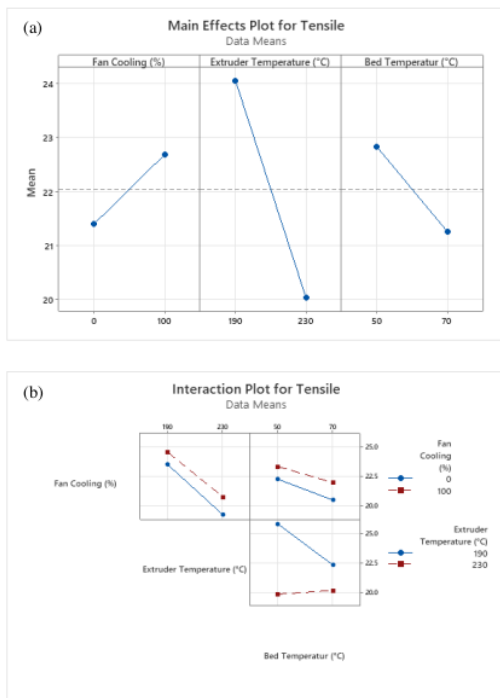 (a)
Main Effects Plot for Tensile
Data Means
Fan Cooling (%) Extruder Temperature (°C) Bed Temperatur (°C)
24
23
22
21
20
Mean
0 100 190 230 50 70
(b)
Interaction Plot for Tensile
Data Means
190 230 50 70
Fan Cooling (%)
25.0
22.5
20.0
Fan
Cooling
(%)
0
100
Extruder Temperature (°C)
25.0
22.5
20.0
Extruder
Temperature (°C)
190
230
Bed Temperatur (°C)